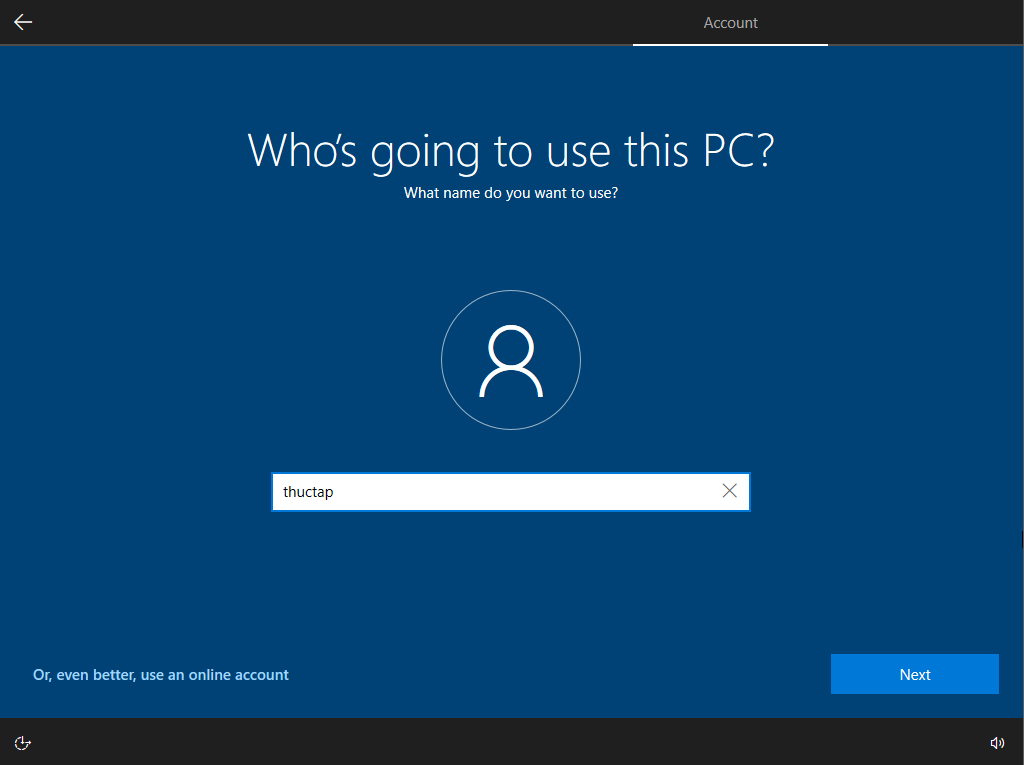 Account
Who's going to use this PC?
What name do you want to use?
thuctap
Or, even better, use an online account
Next